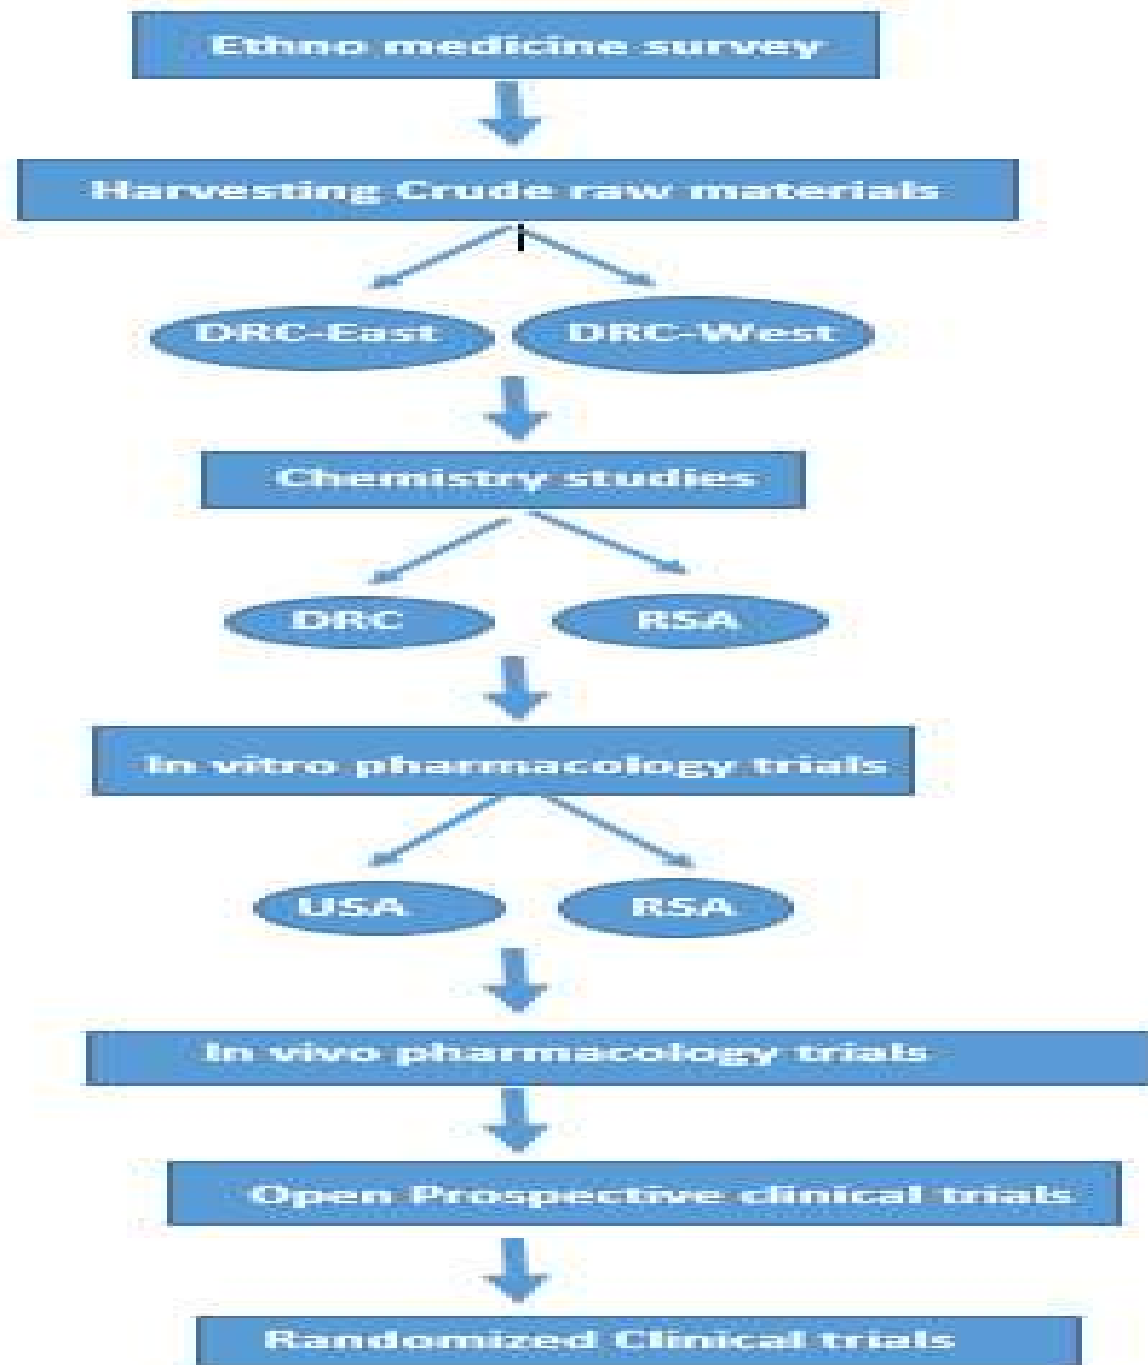 Ethno medicine survey
Harvesting Crude raw materials
DRC-East
DRC-West
Chemistry studies
DRC
RSA
In vitro pharmacology trials
USA
RSA
In vivo pharmacology trials
Open Prospective clinical trials
Randomized Clinical trials